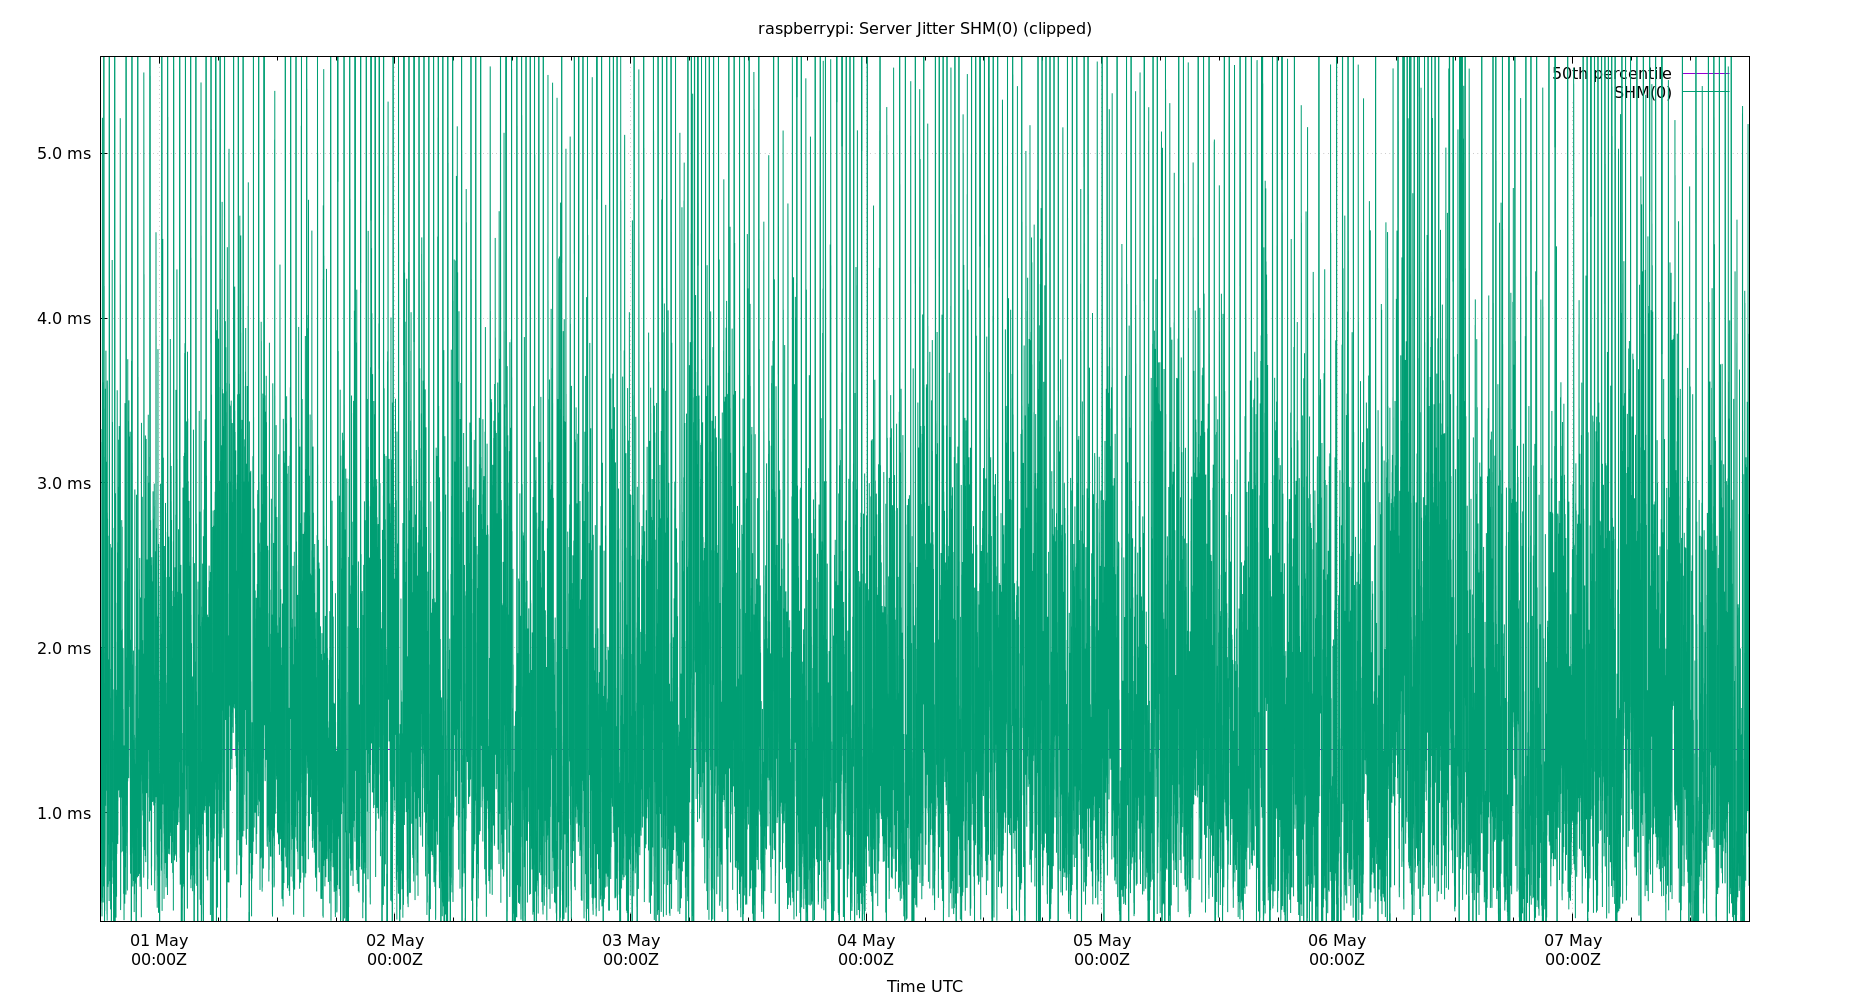 raspberrypi: Server Jitter SHM(0) (clipped)
50th percentile
SHM(0)
5.0 ms
4.0 ms
3.0 ms
2.0 ms
1.0 ms
01 May 02 May 03 May 04 May 05 May 06 May 07 May
00:00Z 00:00Z 00:00Z 00:00Z 00:00Z 00:00Z 00:00Z
Time UTC